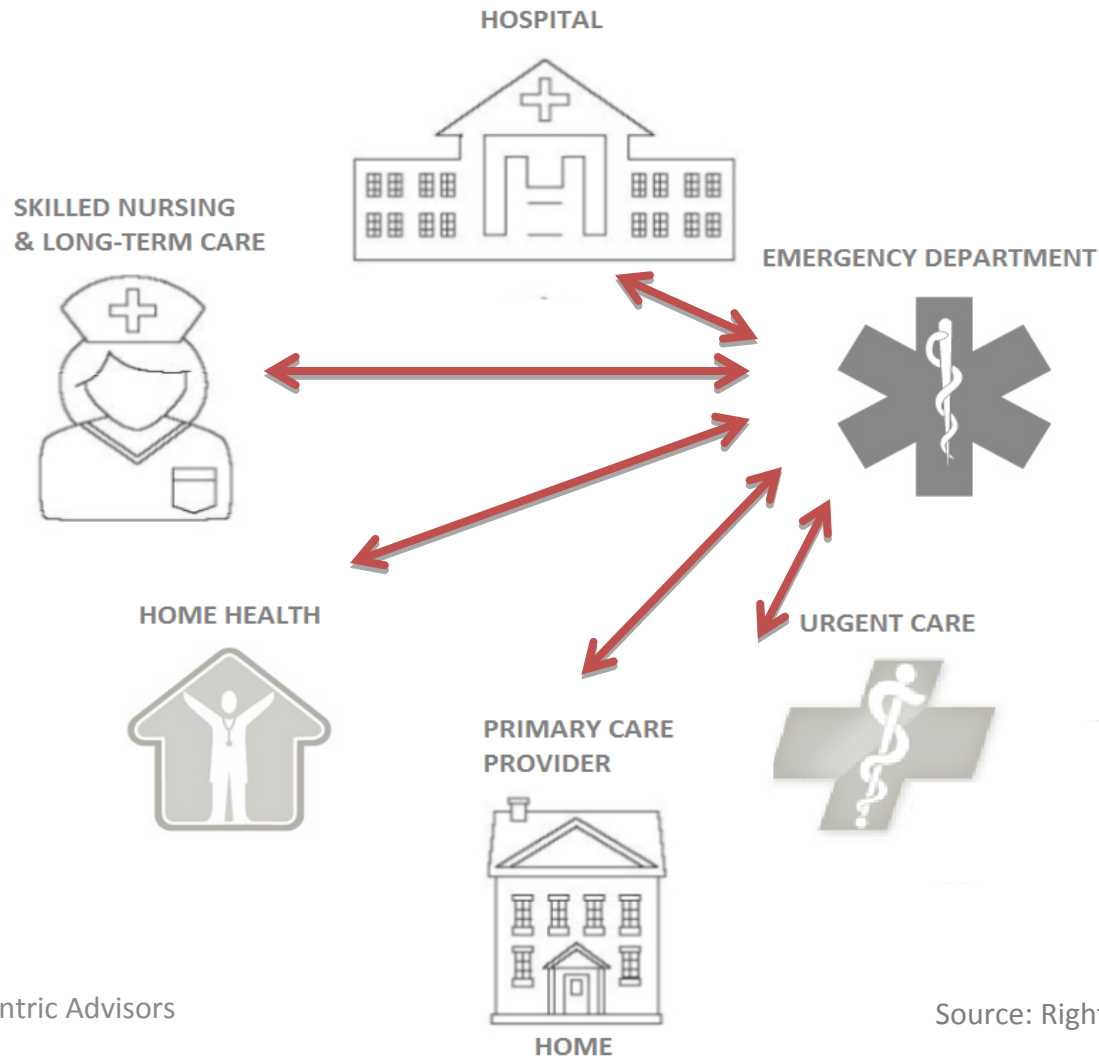 HOSPITAL
SKILLED NURSING
& LONG-TERM CARE
EMERGENCY DEPARTMENT
HOME HEALTH
URGENT CARE
PRIMARY CARE
PROVIDER
ntric Advisors
Source: Right
HOME